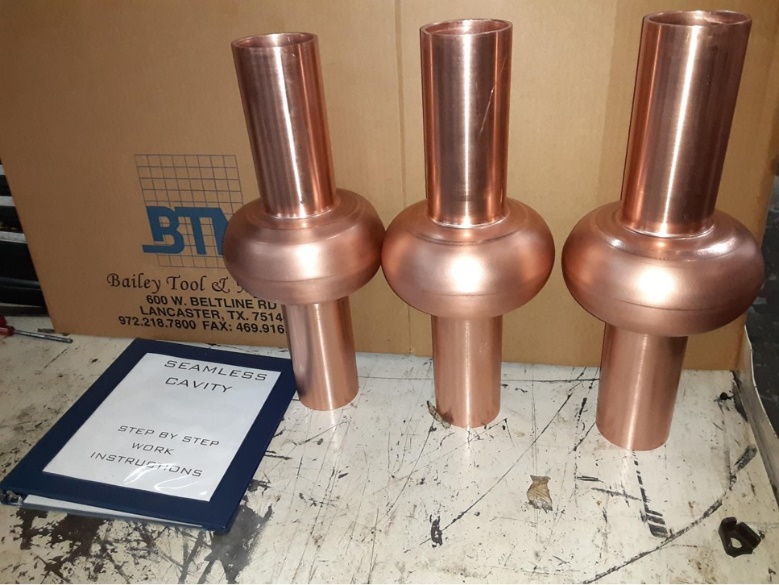 BTM
Bailey Tool &
600 W. BELTLINE RD
LANCASTER, TX. 7514
972.218.7800 FAX: 469.916
SEAMLESS
CAVITY
STEP BY STEP
WORK
INSTRUCTIONS